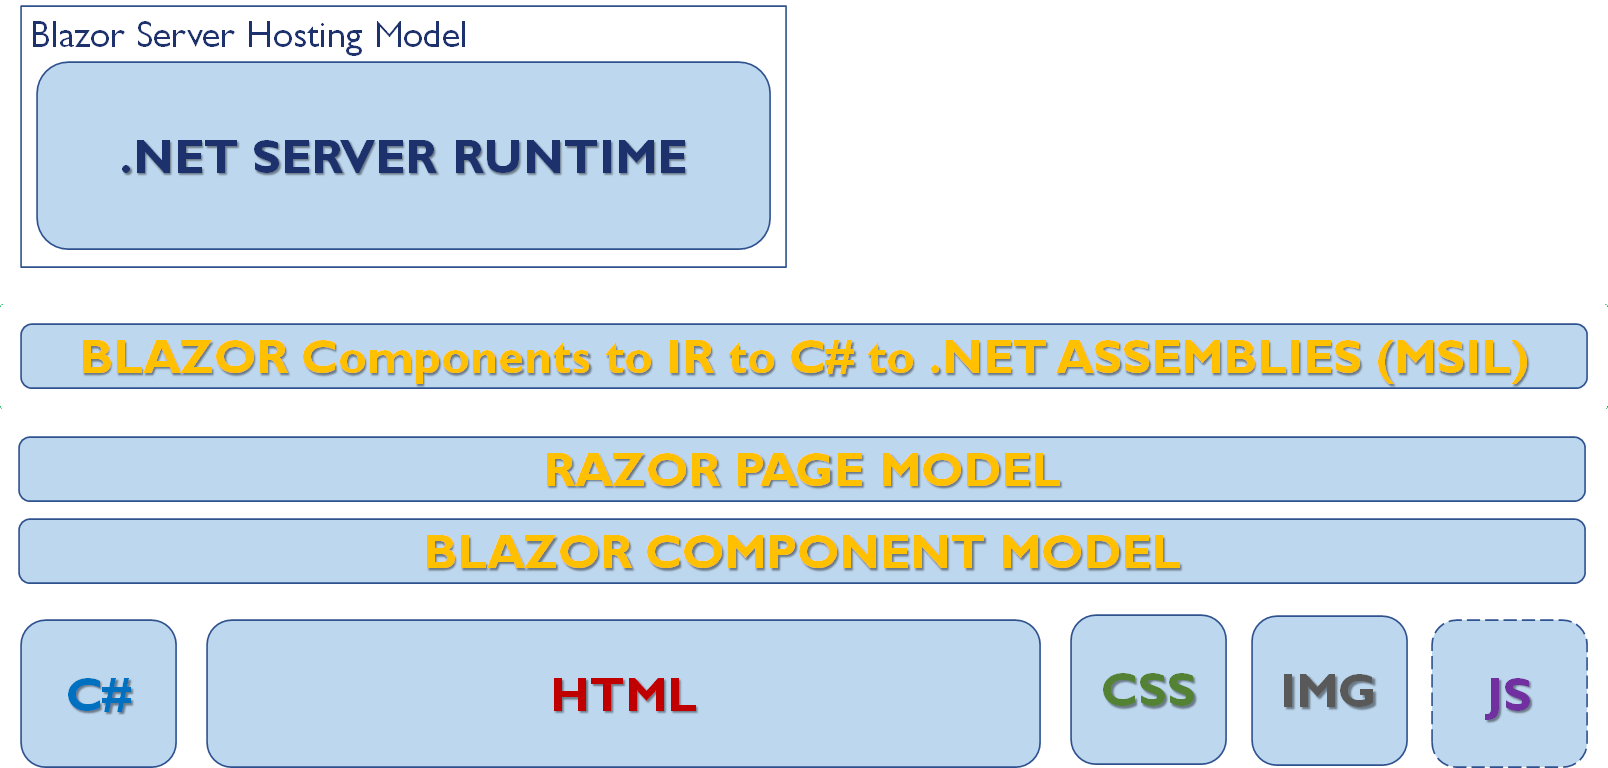 Blazor Server Hosting Model
.NET SERVER RUNTIME
BLAZOR Components to IR to C# to .NET ASSEMBLIES (MSIL)
RAZOR PAGE MODEL
BLAZOR COMPONENT MODEL
C#
HTML
CSS
IMG
JS